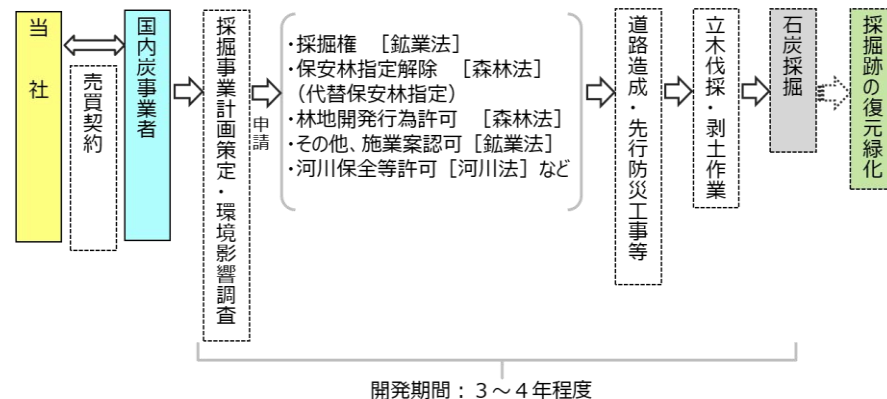 当社
売買契約
国内炭事業者
採掘事業計画策定・環境影響調査
申請
・採掘権　［鉱業法］
・保安林指定解除　［森林法］
（代替保安林指定）
・林地開発行為許可　［森林法］
・その他、施業案認可［鉱業法］
・河川保全等許可［河川法］など
道路造成・先行防災工事等
立木伐採・剥土作業
石炭採掘
採掘跡の復元緑化
開発期間：３～４年程度